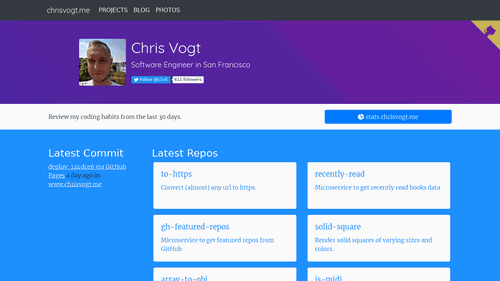 chrisvogt.me PROJECTS BLOG PHOTOS
Chris Vogt
Software Engineer in San Francisco
Follow @c1v0 611 followers
Review my coding habits from the last 30 days.
stats.chrisvogt.me
Latest Commit
deploy: 124dce6 via GitHub
Pages a day ago in
www.chrisvogt.me
Latest Repos
to-https
Convert (almost) any url to https.
recently-read
Microservice to get recently read books data
gh-featured-repos
Microservice to get featured repos from
GitHub
solid-square
Render solid squares of varying sizes and
colors.
array-to-obj
is-midi